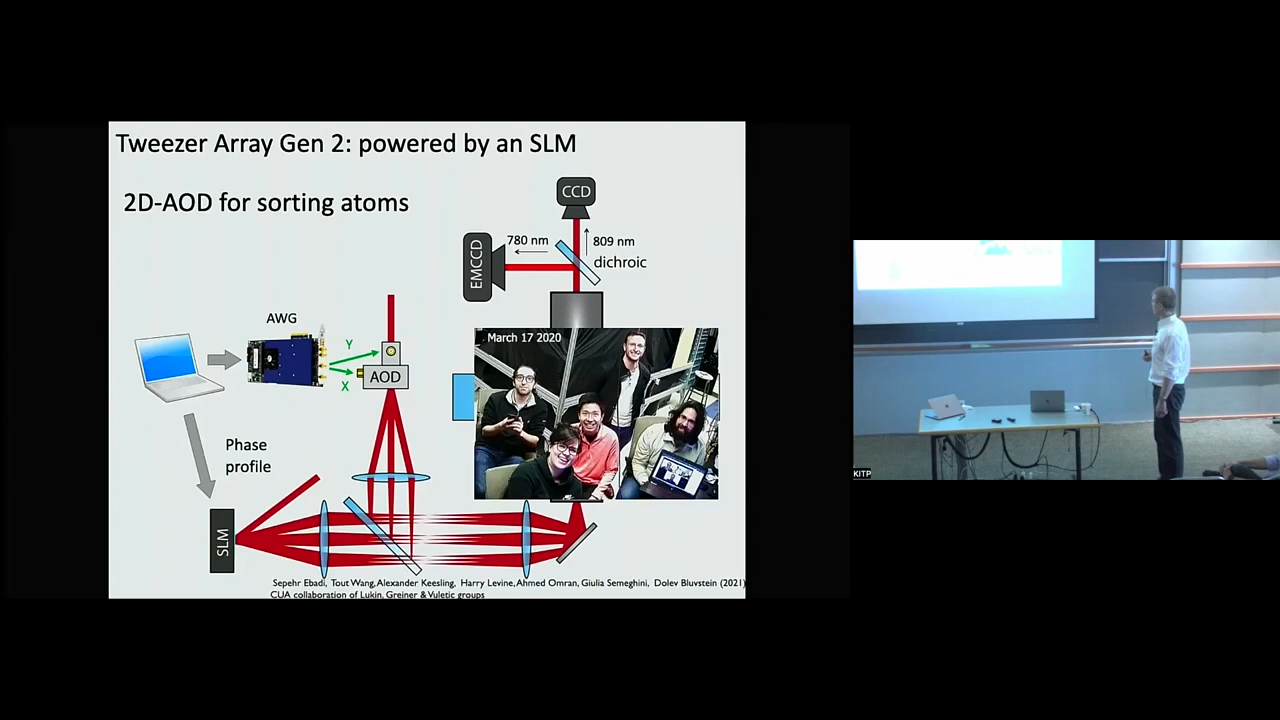 Tweezer Array Gen 2: powered by an SLM
2D-AOD for sorting atoms
CCD
780 nm
809 nm
EMCCD
dichroic
AWG
March 17 2020
Y
X
AOD
Phase
profile
SLM
Sepehr Ebadi, Tout Wang, Alexander Keesling, Harry Levine, Ahmed Omran, Giulia Semeghini, Dolev Bluvstein (2021)
CUA collaboration of Lukin, Greiner & Vuletic groups
KITP